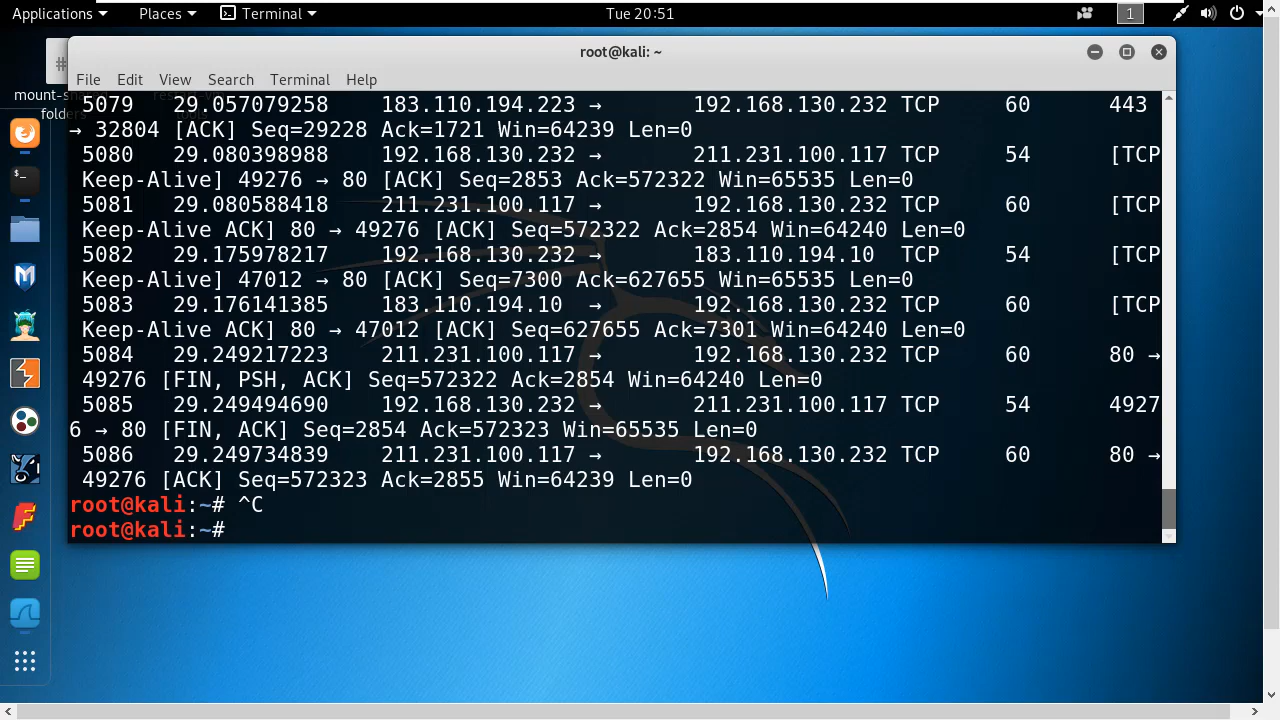 Applications Places Terminal Tue 20:51 1
root@kali: ~
File Edit View Search Terminal Help
#
mount-
folders
5079 29.057079258 183.110.194.223 → 192.168.130.232 TCP 60 443
→ 32804 [ACK] Seq=29228 Ack=1721 Win=64239 Len=0
5080 29.080398988 192.168.130.232 → 211.231.100.117 TCP 54 [TCP
Keep-Alive] 49276 → 80 [ACK] Seq=2853 Ack=572322 Win=65535 Len=0
5081 29.080588418 211.231.100.117 → 192.168.130.232 TCP 60 [TCP
Keep-Alive ACK] 80 → 49276 [ACK] Seq=572322 Ack=2854 Win=64240 Len=0
5082 29.175978217 192.168.130.232 → 183.110.194.10 TCP 54 [TCP
Keep-Alive] 47012 → 80 [ACK] Seq=7300 Ack=627655 Win=65535 Len=0
5083 29.176141385 183.110.194.10 → 192.168.130.232 TCP 60 [TCP
Keep-Alive ACK] 80 → 47012 [ACK] Seq=627655 Ack=7301 Win=64240 Len=0
5084 29.249217223 211.231.100.117 → 192.168.130.232 TCP 60 80 →
49276 [FIN, PSH, ACK] Seq=572322 Ack=2854 Win=64240 Len=0
5085 29.249494690 192.168.130.232 → 211.231.100.117 TCP 54 4927
6 → 80 [FIN, ACK] Seq=2854 Ack=572323 Win=65535 Len=0
5086 29.249734839 211.231.100.117 → 192.168.130.232 TCP 60 80 →
49276 [ACK] Seq=572323 Ack=2855 Win=64239 Len=0
root@kali:~# ^C
root@kali:~#